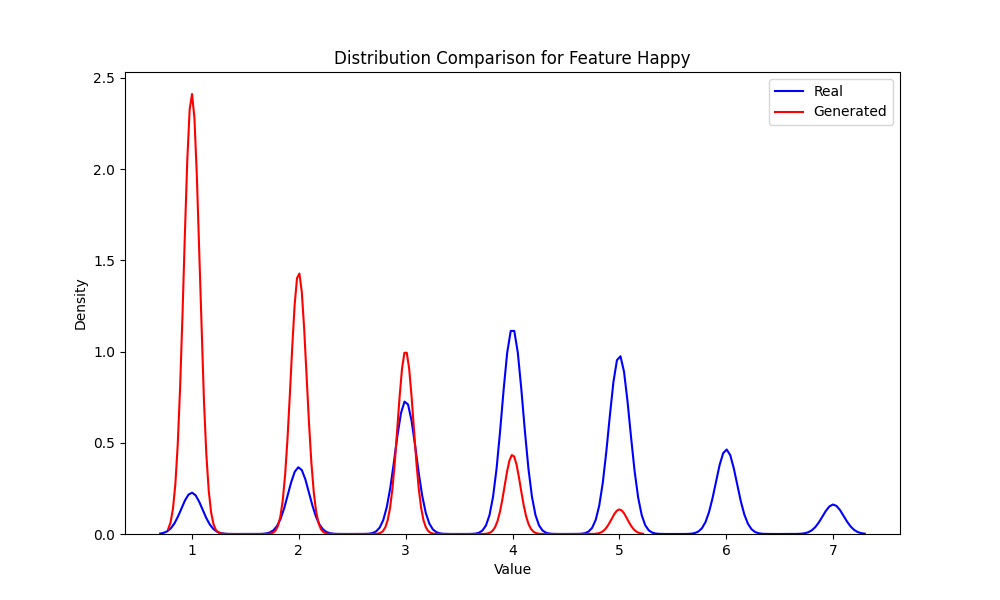 Distribution Comparison for Feature Happy
Real
Generated
2.5
2.0
1.5
1.0
0.5
0.0
Density
1 2 3 4 5 6 7
Value